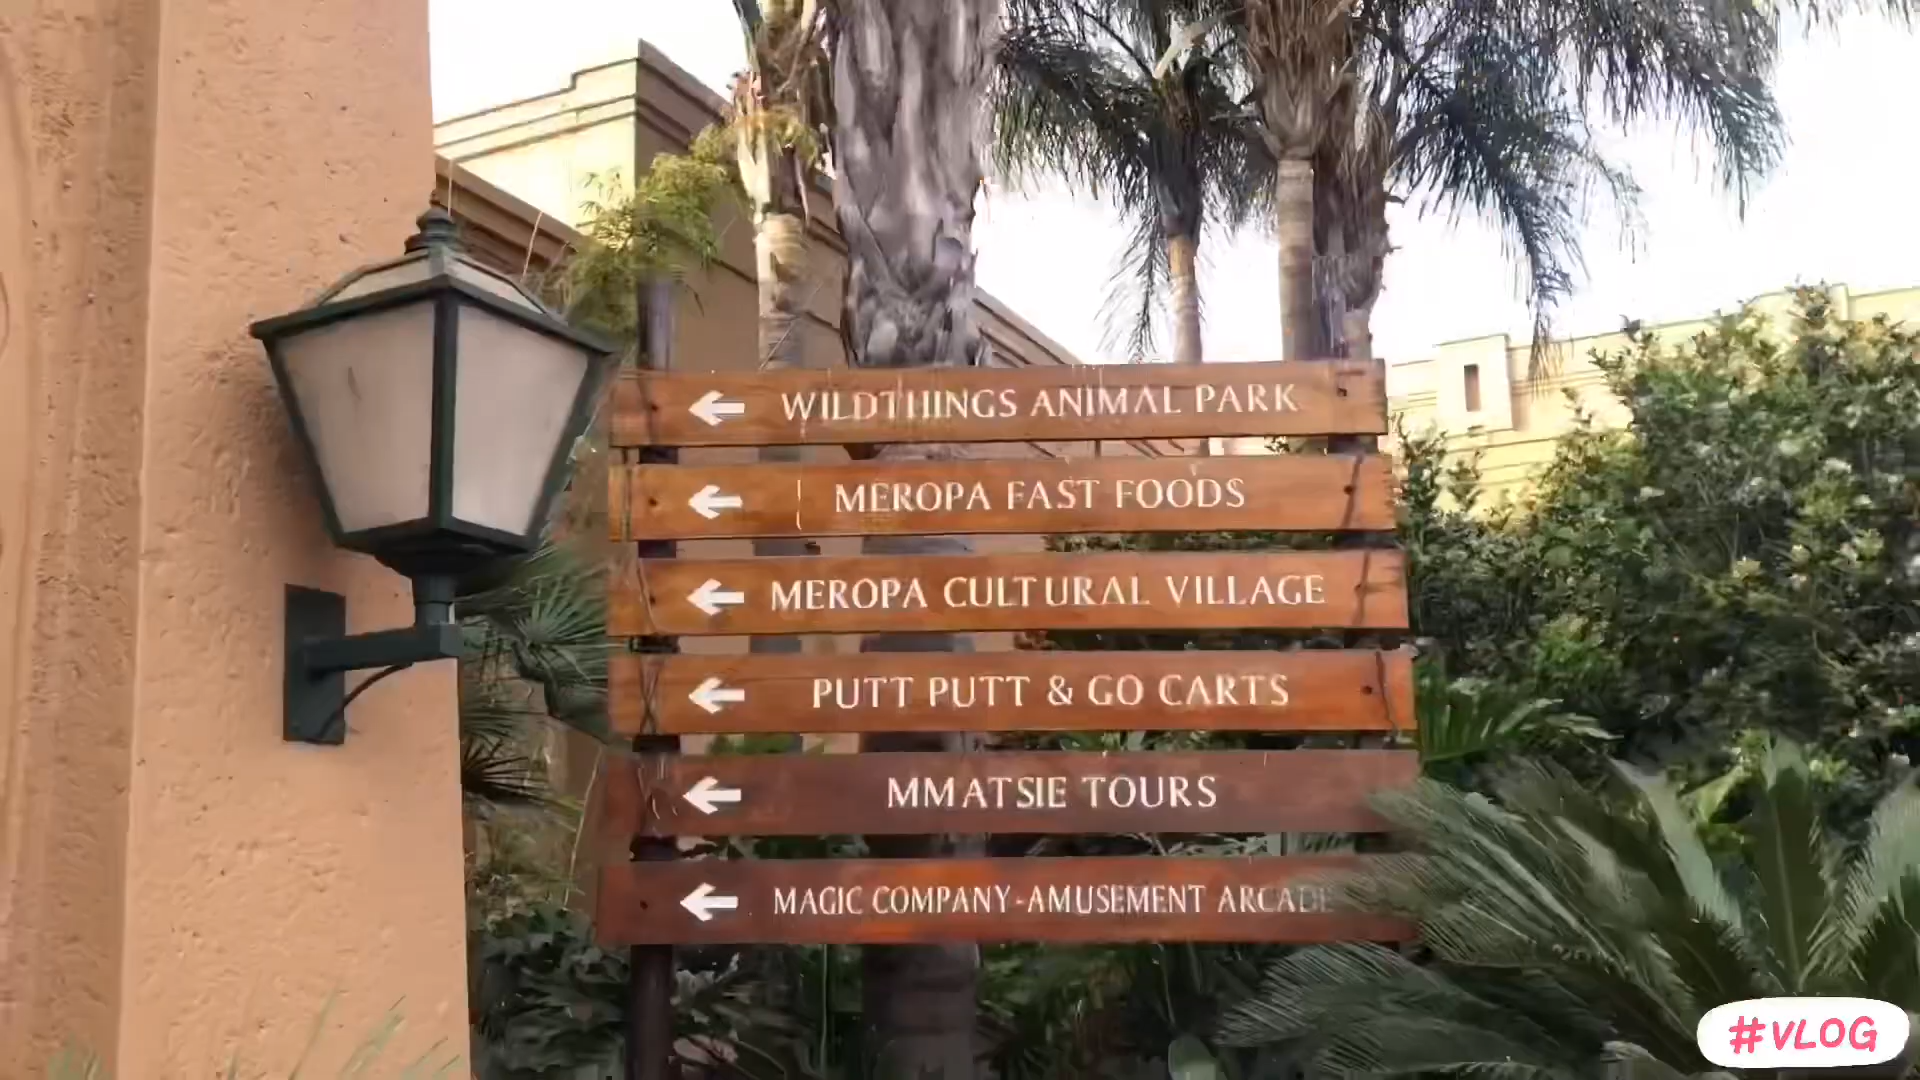 WILDTHINGS ANIMAL PARK
MEROPA FAST FOODS
MEROPA CULTURAL VILLAGE
PUTT PUTT & GO CARTS
MMATSIE TOURS
MAGIC COMPANY-AMUSEMENT ARCADE
#VLOG